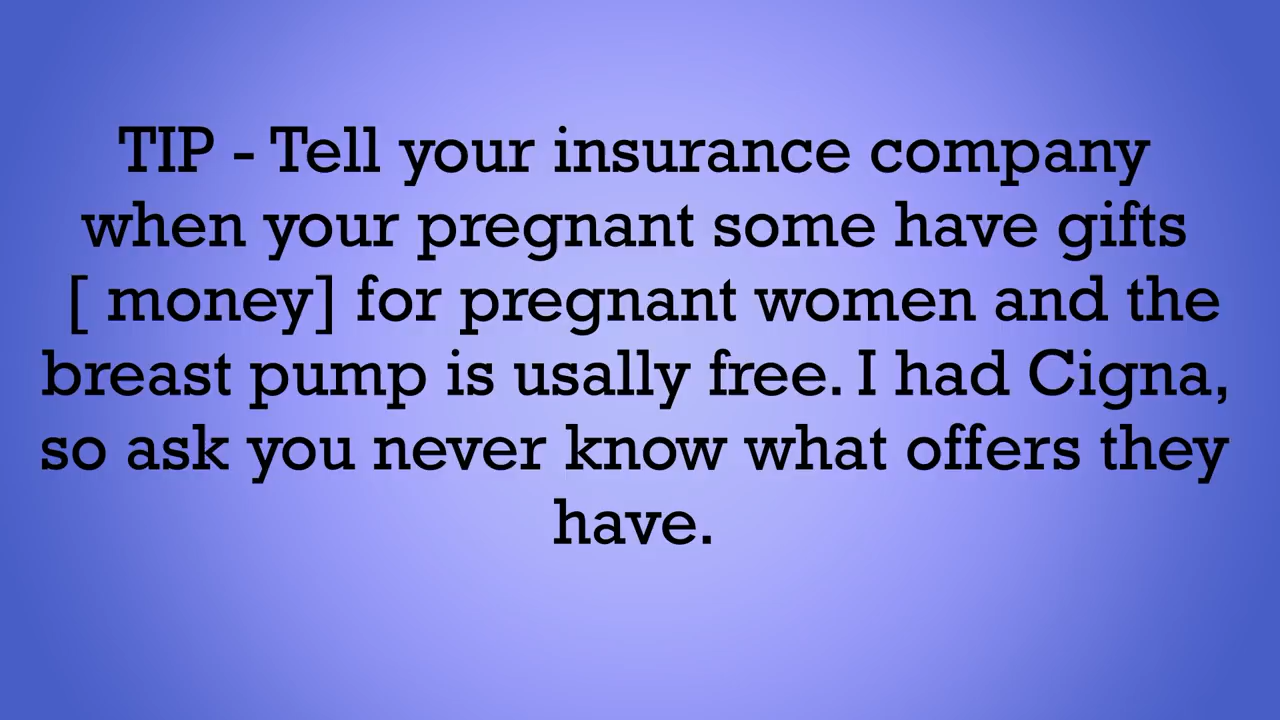 TIP - Tell your insurance company
when your pregnant some have gifts
[ money] for pregnant women and the
breast pump is usally free. I had Cigna,
so ask you never know what offers they
have.